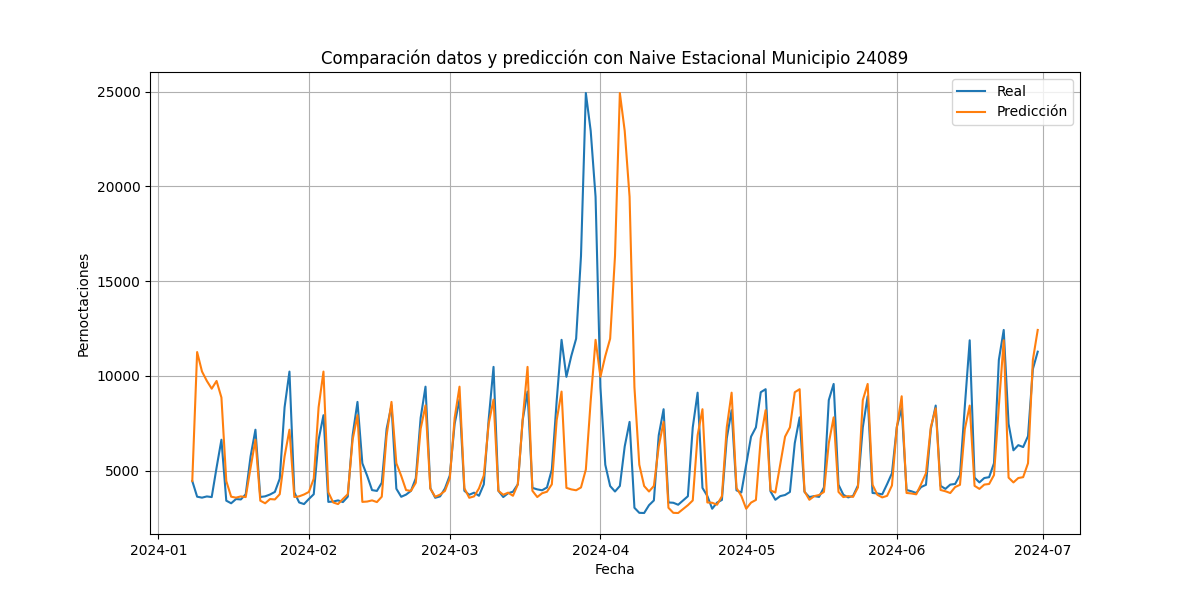 Comparación datos y predicción con Naive Estacional Municipio 24089
Real
Predicción
Pernoctaciones
25000
20000
15000
10000
5000
2024-01
2024-02
2024-03
2024-04
2024-05
2024-06
2024-07
Fecha